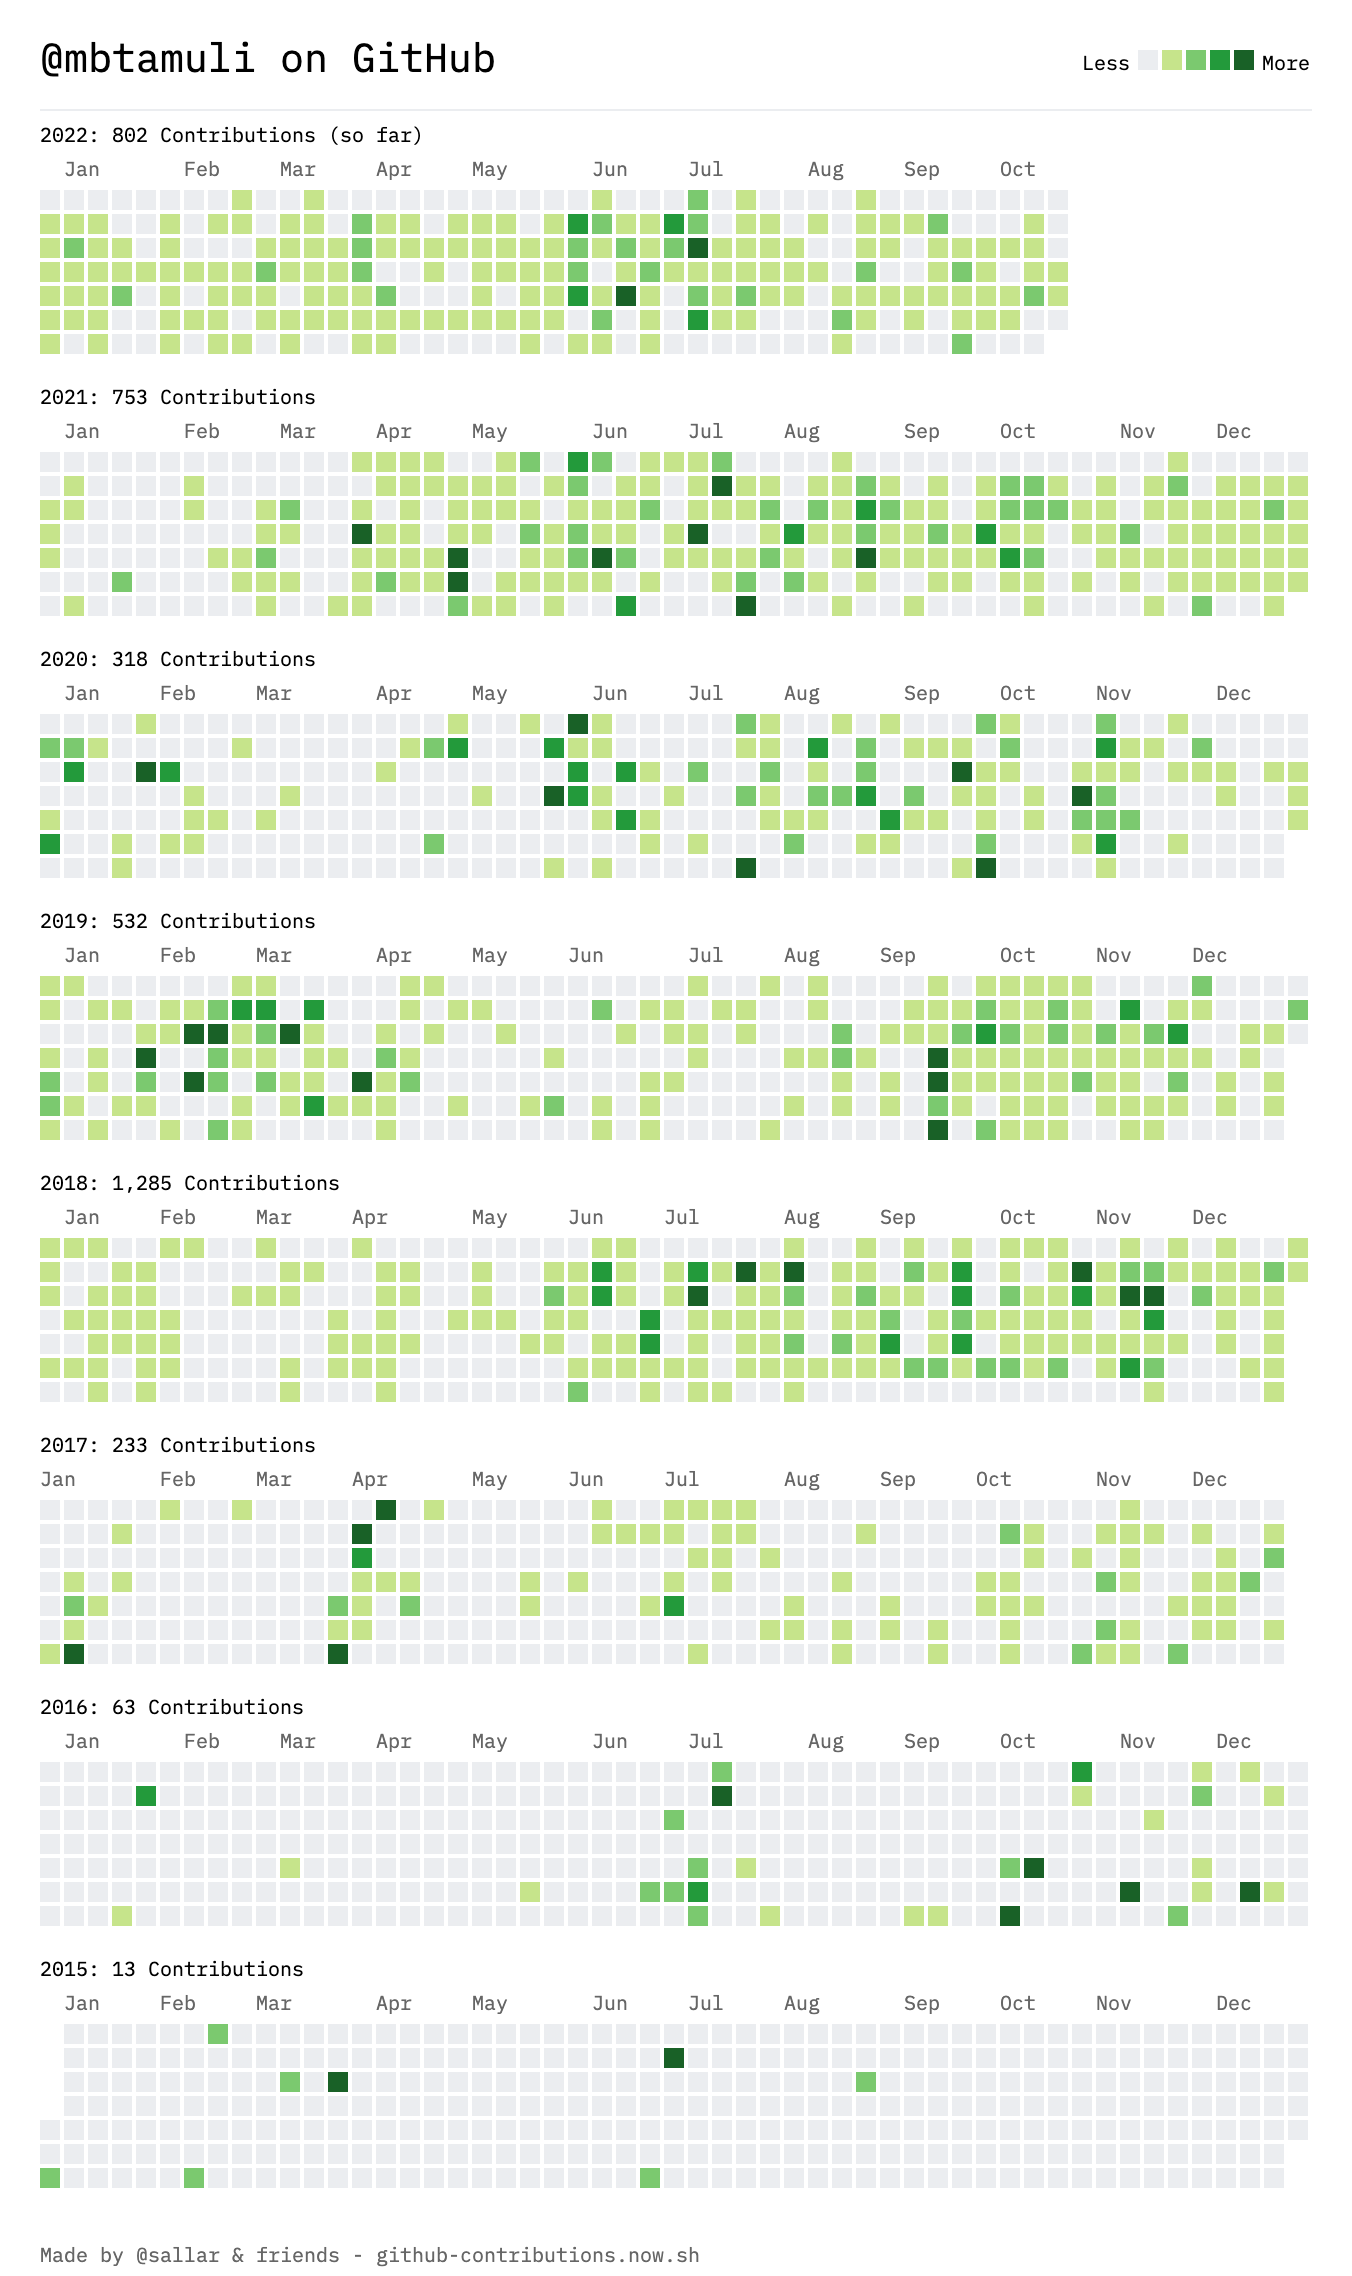 @mbtamuli on GitHub
Less More
2022: 802 Contributions (so far)
Jan Feb Mar Apr May Jun Jul Aug Sep Oct
2021: 753 Contributions
Jan Feb Mar Apr May Jun Jul Aug Sep Oct Nov Dec
2020: 318 Contributions
Jan Feb Mar Apr May Jun Jul Aug Sep Oct Nov Dec
2019: 532 Contributions
Jan Feb Mar Apr May Jun Jul Aug Sep Oct Nov Dec
2018: 1,285 Contributions
Jan Feb Mar Apr May Jun Jul Aug Sep Oct Nov Dec
2017: 233 Contributions
Jan Feb Mar Apr May Jun Jul Aug Sep Oct Nov Dec
2016: 63 Contributions
Jan Feb Mar Apr May Jun Jul Aug Sep Oct Nov Dec
2015: 13 Contributions
Jan Feb Mar Apr May Jun Jul Aug Sep Oct Nov Dec
Made by @sallar & friends - github-contributions.now.sh